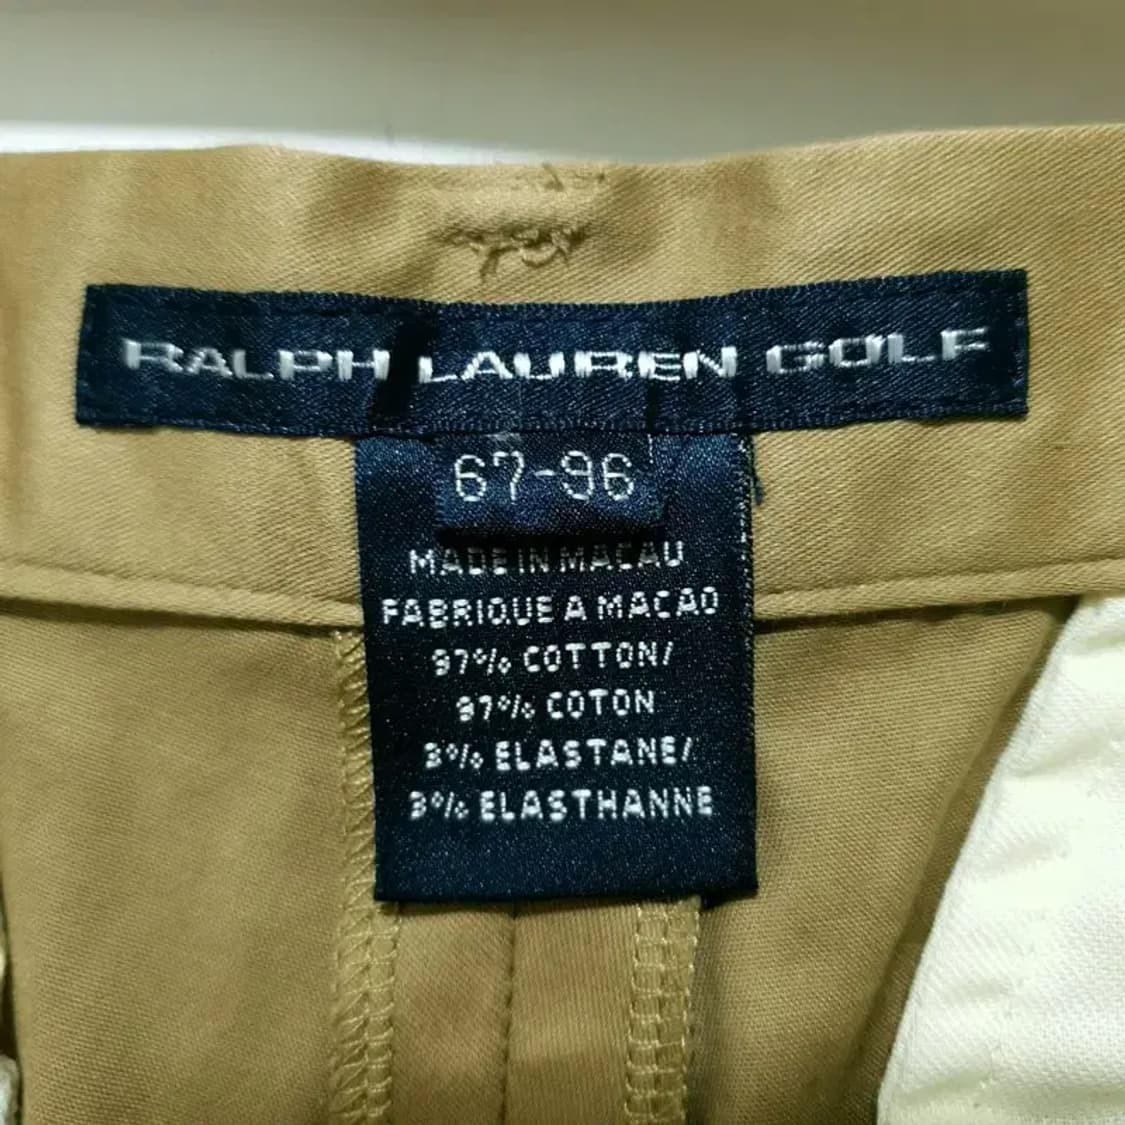 RALPH LAUREN GOLF
67-96
MADE IN MACAU
FABRIQUE A MACAO
97% COTTON/
97% COTON
3% ELASTANE/
3% ELASTHANNE